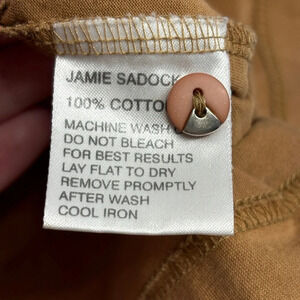 JAMIE SADOCK
100% COTTO
MACHINE WASH
DO NOT BLEACH
FOR BEST RESULTS
LAY FLAT TO DRY
REMOVE PROMPTLY
AFTER WASH
COOL IRON